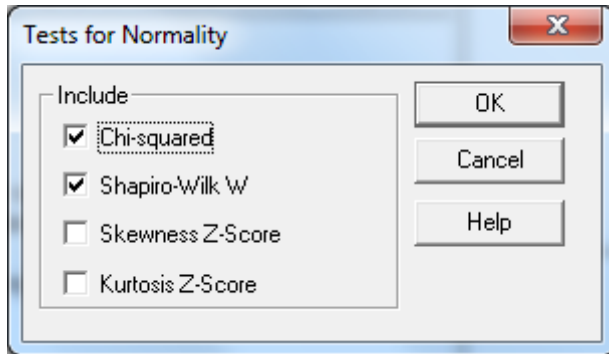 Tests for Normality
Include
Chi-squared
Shapiro-Wilk W
Skewness Z-Score
Kurtosis Z-Score
OK
Cancel
Help